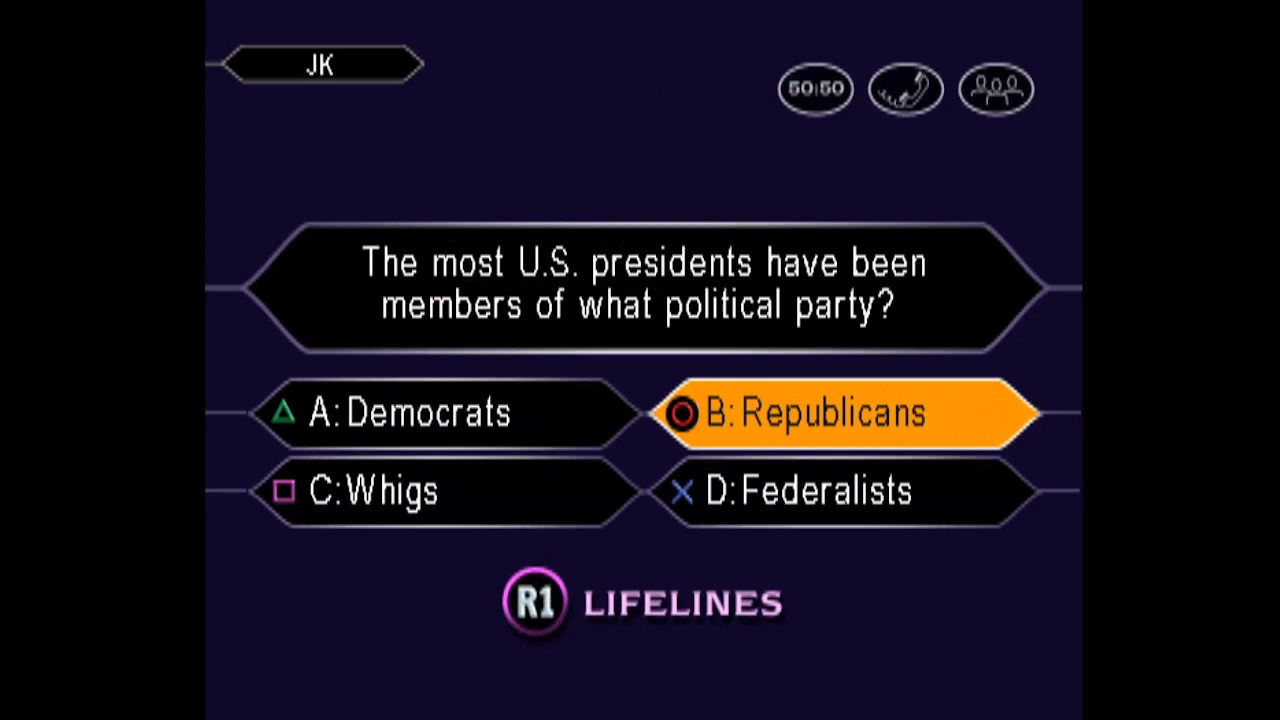 JK
50:50
The most U.S. presidents have been
members of what political party?
A: Democrats
B: Republicans
C: Whigs
D: Federalists
R1 LIFELINES